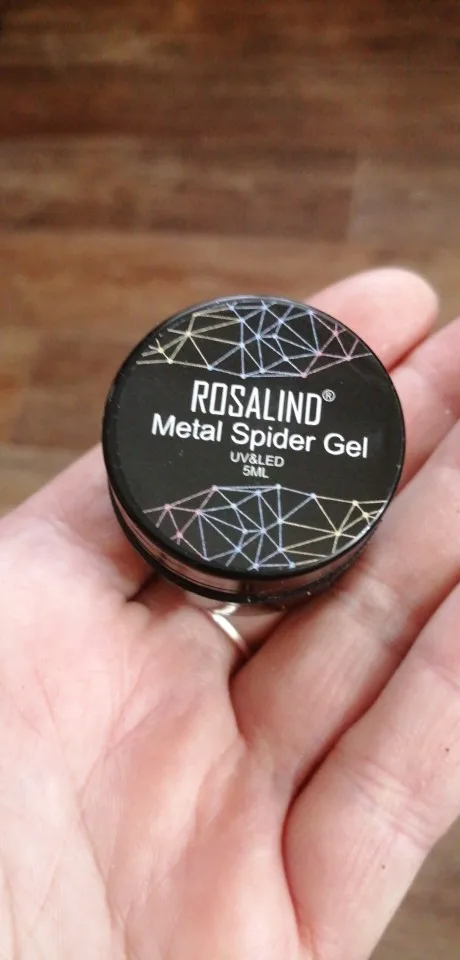 ROSALIND®
Metal Spider Gel
UV&LED
5ML